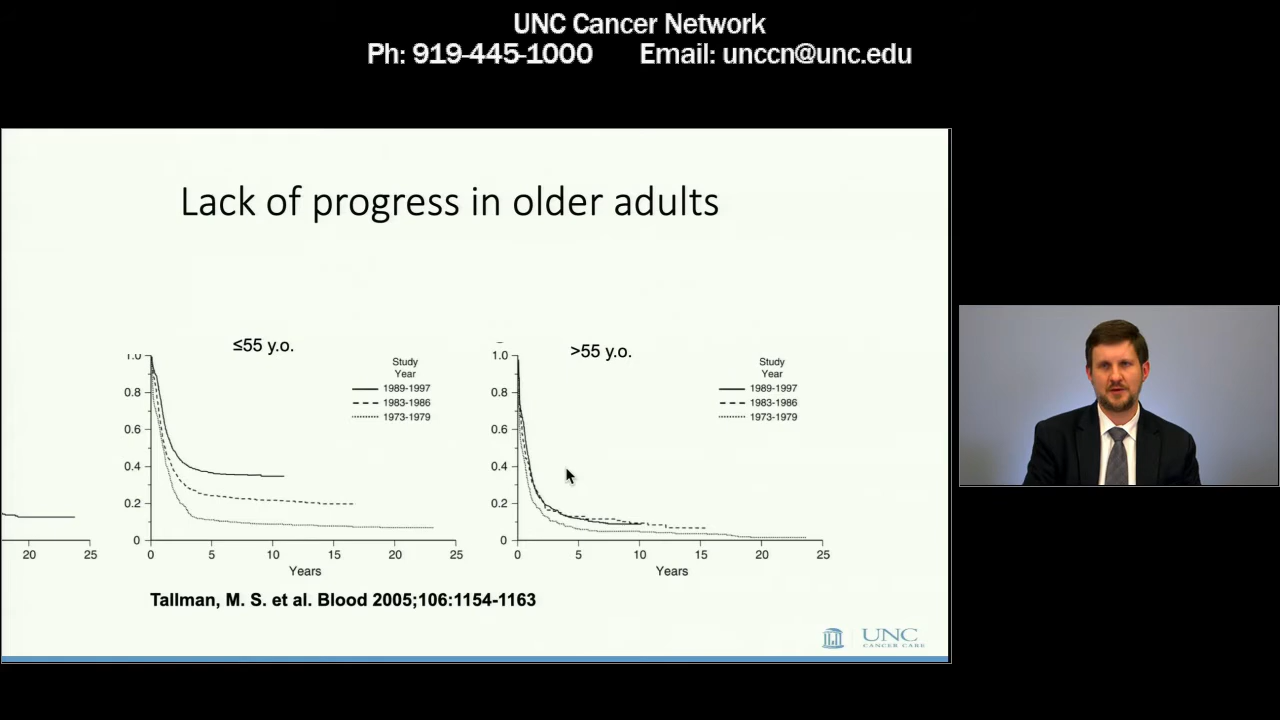 UNC Cancer Network
Ph: 919-445-1000 Email: unccn@unc.edu
Lack of progress in older adults
≤55 y.o.
1.0
0.8
0.6
0.4
0.2
0
Study
Year
1989-1997
1983-1986
1973-1979
0 5 10 15 20 25
Years
>55 y.o.
1.0
0.8
0.6
0.4
0.2
0
Study
Year
1989-1997
1983-1986
1973-1979
0 5 10 15 20 25
Years
20 25
Tallman, M. S. et al. Blood 2005;106:1154-1163
UNC
CANCER CARE